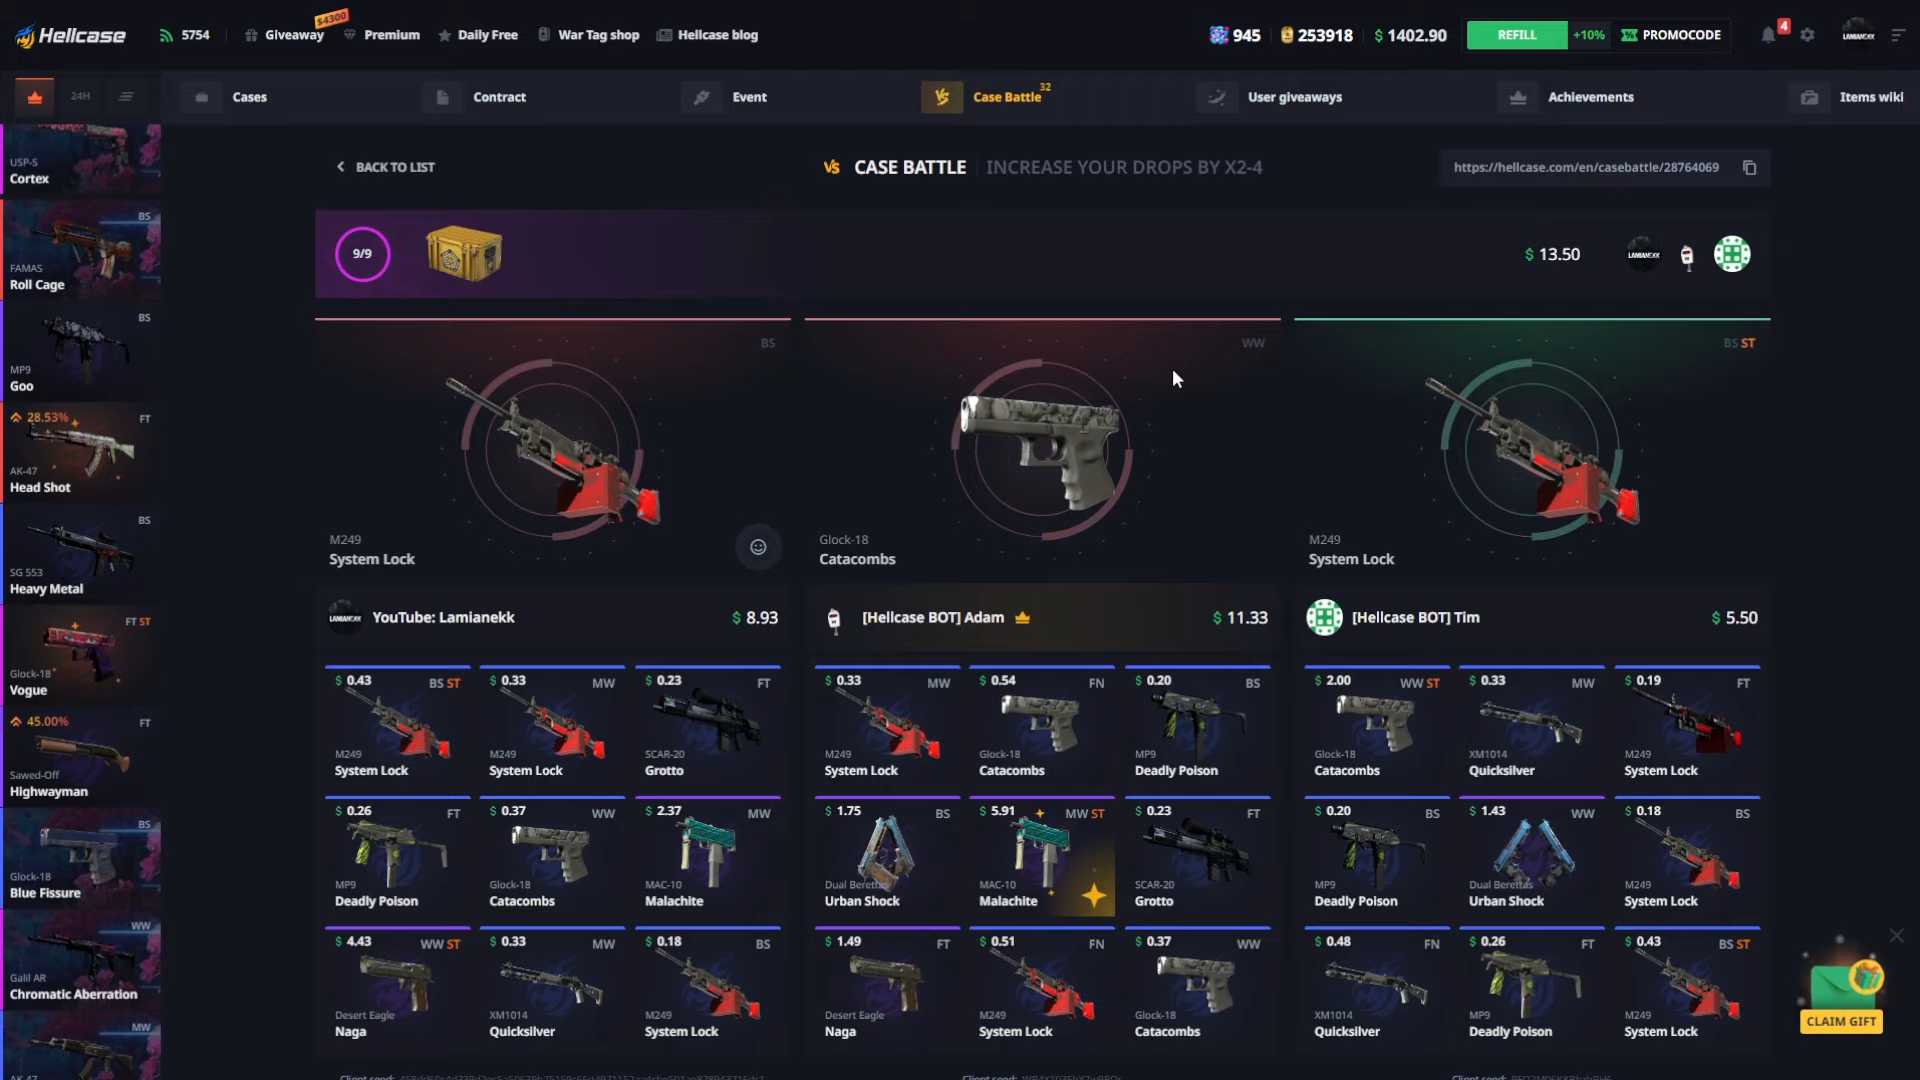 Hellcase
5754
Giveaway
$4300
Premium
Daily Free
War Tag shop
Hellcase blog
945
253918
$ 1402.90
REFILL
+10%
PROMOCODE
4
LAMIANEKK
24H
Cases
Contract
Event
Case Battle
32
User giveaways
Achievements
Items wiki
BACK TO LIST
VS CASE BATTLE
INCREASE YOUR DROPS BY X2-4
https://hellcase.com/en/casebattle/28764069
9/9
$ 13.50
LAMIANEKK
USP-S
Cortex
BS
FAMAS
Roll Cage
BS
MP9
Goo
28.53%
FT
AK-47
Head Shot
BS
SG 553
Heavy Metal
FT ST
Glock-18
Vogue
45.00%
FT
Sawed-Off
Highwayman
BS
Glock-18
Blue Fissure
WW
Galil AR
Chromatic Aberration
MW
AK-47
BS
M249
System Lock
WW
Glock-18
Catacombs
BS ST
M249
System Lock
LAMIANEKK
YouTube: Lamianekk
$ 8.93
[Hellcase BOT] Adam
$ 11.33
[Hellcase BOT] Tim
$ 5.50
$ 0.43
BS ST
M249
System Lock
$ 0.33
MW
M249
System Lock
$ 0.23
FT
SCAR-20
Grotto
$ 0.33
MW
M249
System Lock
$ 0.54
FN
Glock-18
Catacombs
$ 0.20
BS
MP9
Deadly Poison
$ 2.00
WW ST
Glock-18
Catacombs
$ 0.33
MW
XM1014
Quicksilver
$ 0.19
FT
M249
System Lock
$ 0.26
FT
MP9
Deadly Poison
$ 0.37
WW
Glock-18
Catacombs
$ 2.37
MW
MAC-10
Malachite
$ 1.75
BS
Dual Berettas
Urban Shock
$ 5.91
MW ST
MAC-10
Malachite
$ 0.23
FT
SCAR-20
Grotto
$ 0.20
BS
MP9
Deadly Poison
$ 1.43
WW
Dual Berettas
Urban Shock
$ 0.18
BS
M249
System Lock
$ 4.43
WW ST
Desert Eagle
Naga
$ 0.33
MW
XM1014
Quicksilver
$ 0.18
BS
M249
System Lock
$ 1.49
FT
Desert Eagle
Naga
$ 0.51
FN
M249
System Lock
$ 0.37
WW
Glock-18
Catacombs
$ 0.48
FN
XM1014
Quicksilver
$ 0.26
FT
MP9
Deadly Poison
$ 0.43
BS ST
M249
System Lock
CLAIM GIFT
Client seed:
Client seed:
Client seed: